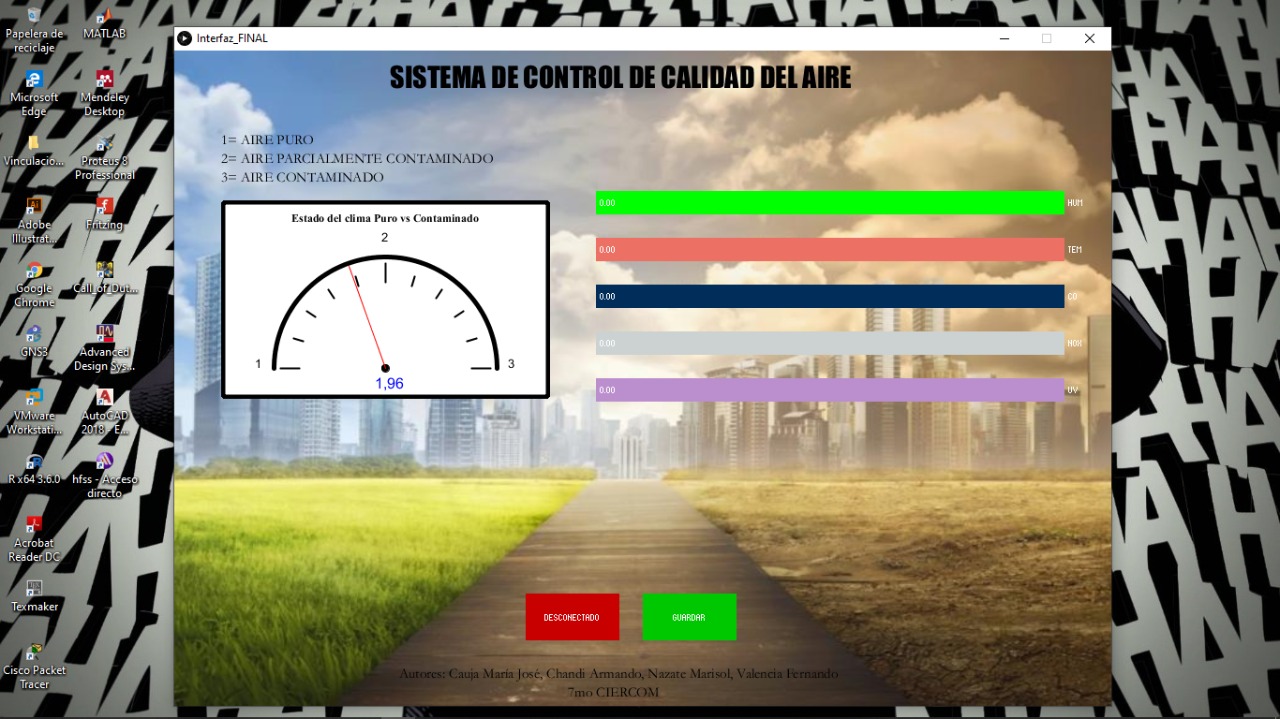 Interfaz_FINAL
SISTEMA DE CONTROL DE CALIDAD DEL AIRE
1= AIRE PURO
2= AIRE PARCIALMENTE CONTAMINADO
3= AIRE CONTAMINADO
Estado del clima Puro vs Contaminado
2
1
3
1,96
0.00 HUM
0.00 TEM
0.00 CO
0.00 NOX
0.00 UV
DESCONECTADO
GUARDAR
Autores: Cauja María José, Chandi Armando, Nazate Marisol, Valencia Fernando
7mo CIERCOM
Papelera de
reciclaje
MATLAB
Microsoft
Edge
Mendeley
Desktop
Vinculació...
Proteus 8
Professional
Adobe
Illustrat...
Fritzing
Google
Chrome
Call_of_Dut...
GNS3
Advanced
Design Sys...
VMware
Workstati...
AutoCAD
2018 - E...
R x64 3.6.0
hfss - Acceso
directo
Acrobat
Reader DC
Texmaker
Cisco Packet
Tracer